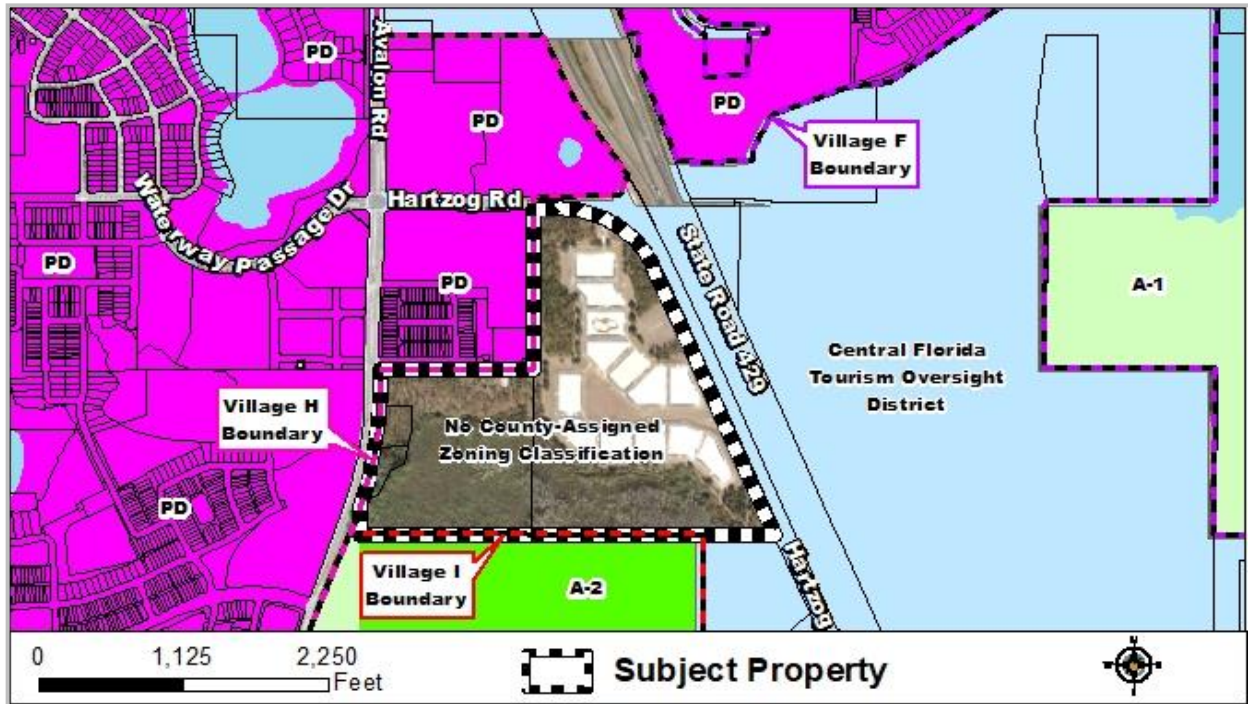 PD
Avalon Rd
PD
PD
Village F
Boundary
Waterway Passage Dr
Hartzog Rd
State Road 429
PD
PD
A-1
Central Florida
Tourism Oversight
District
Village H
Boundary
No County-Assigned
Zoning Classification
PD
Village I
Boundary
A-2
Hartzog
0 1,125 2,250
Feet
Subject Property